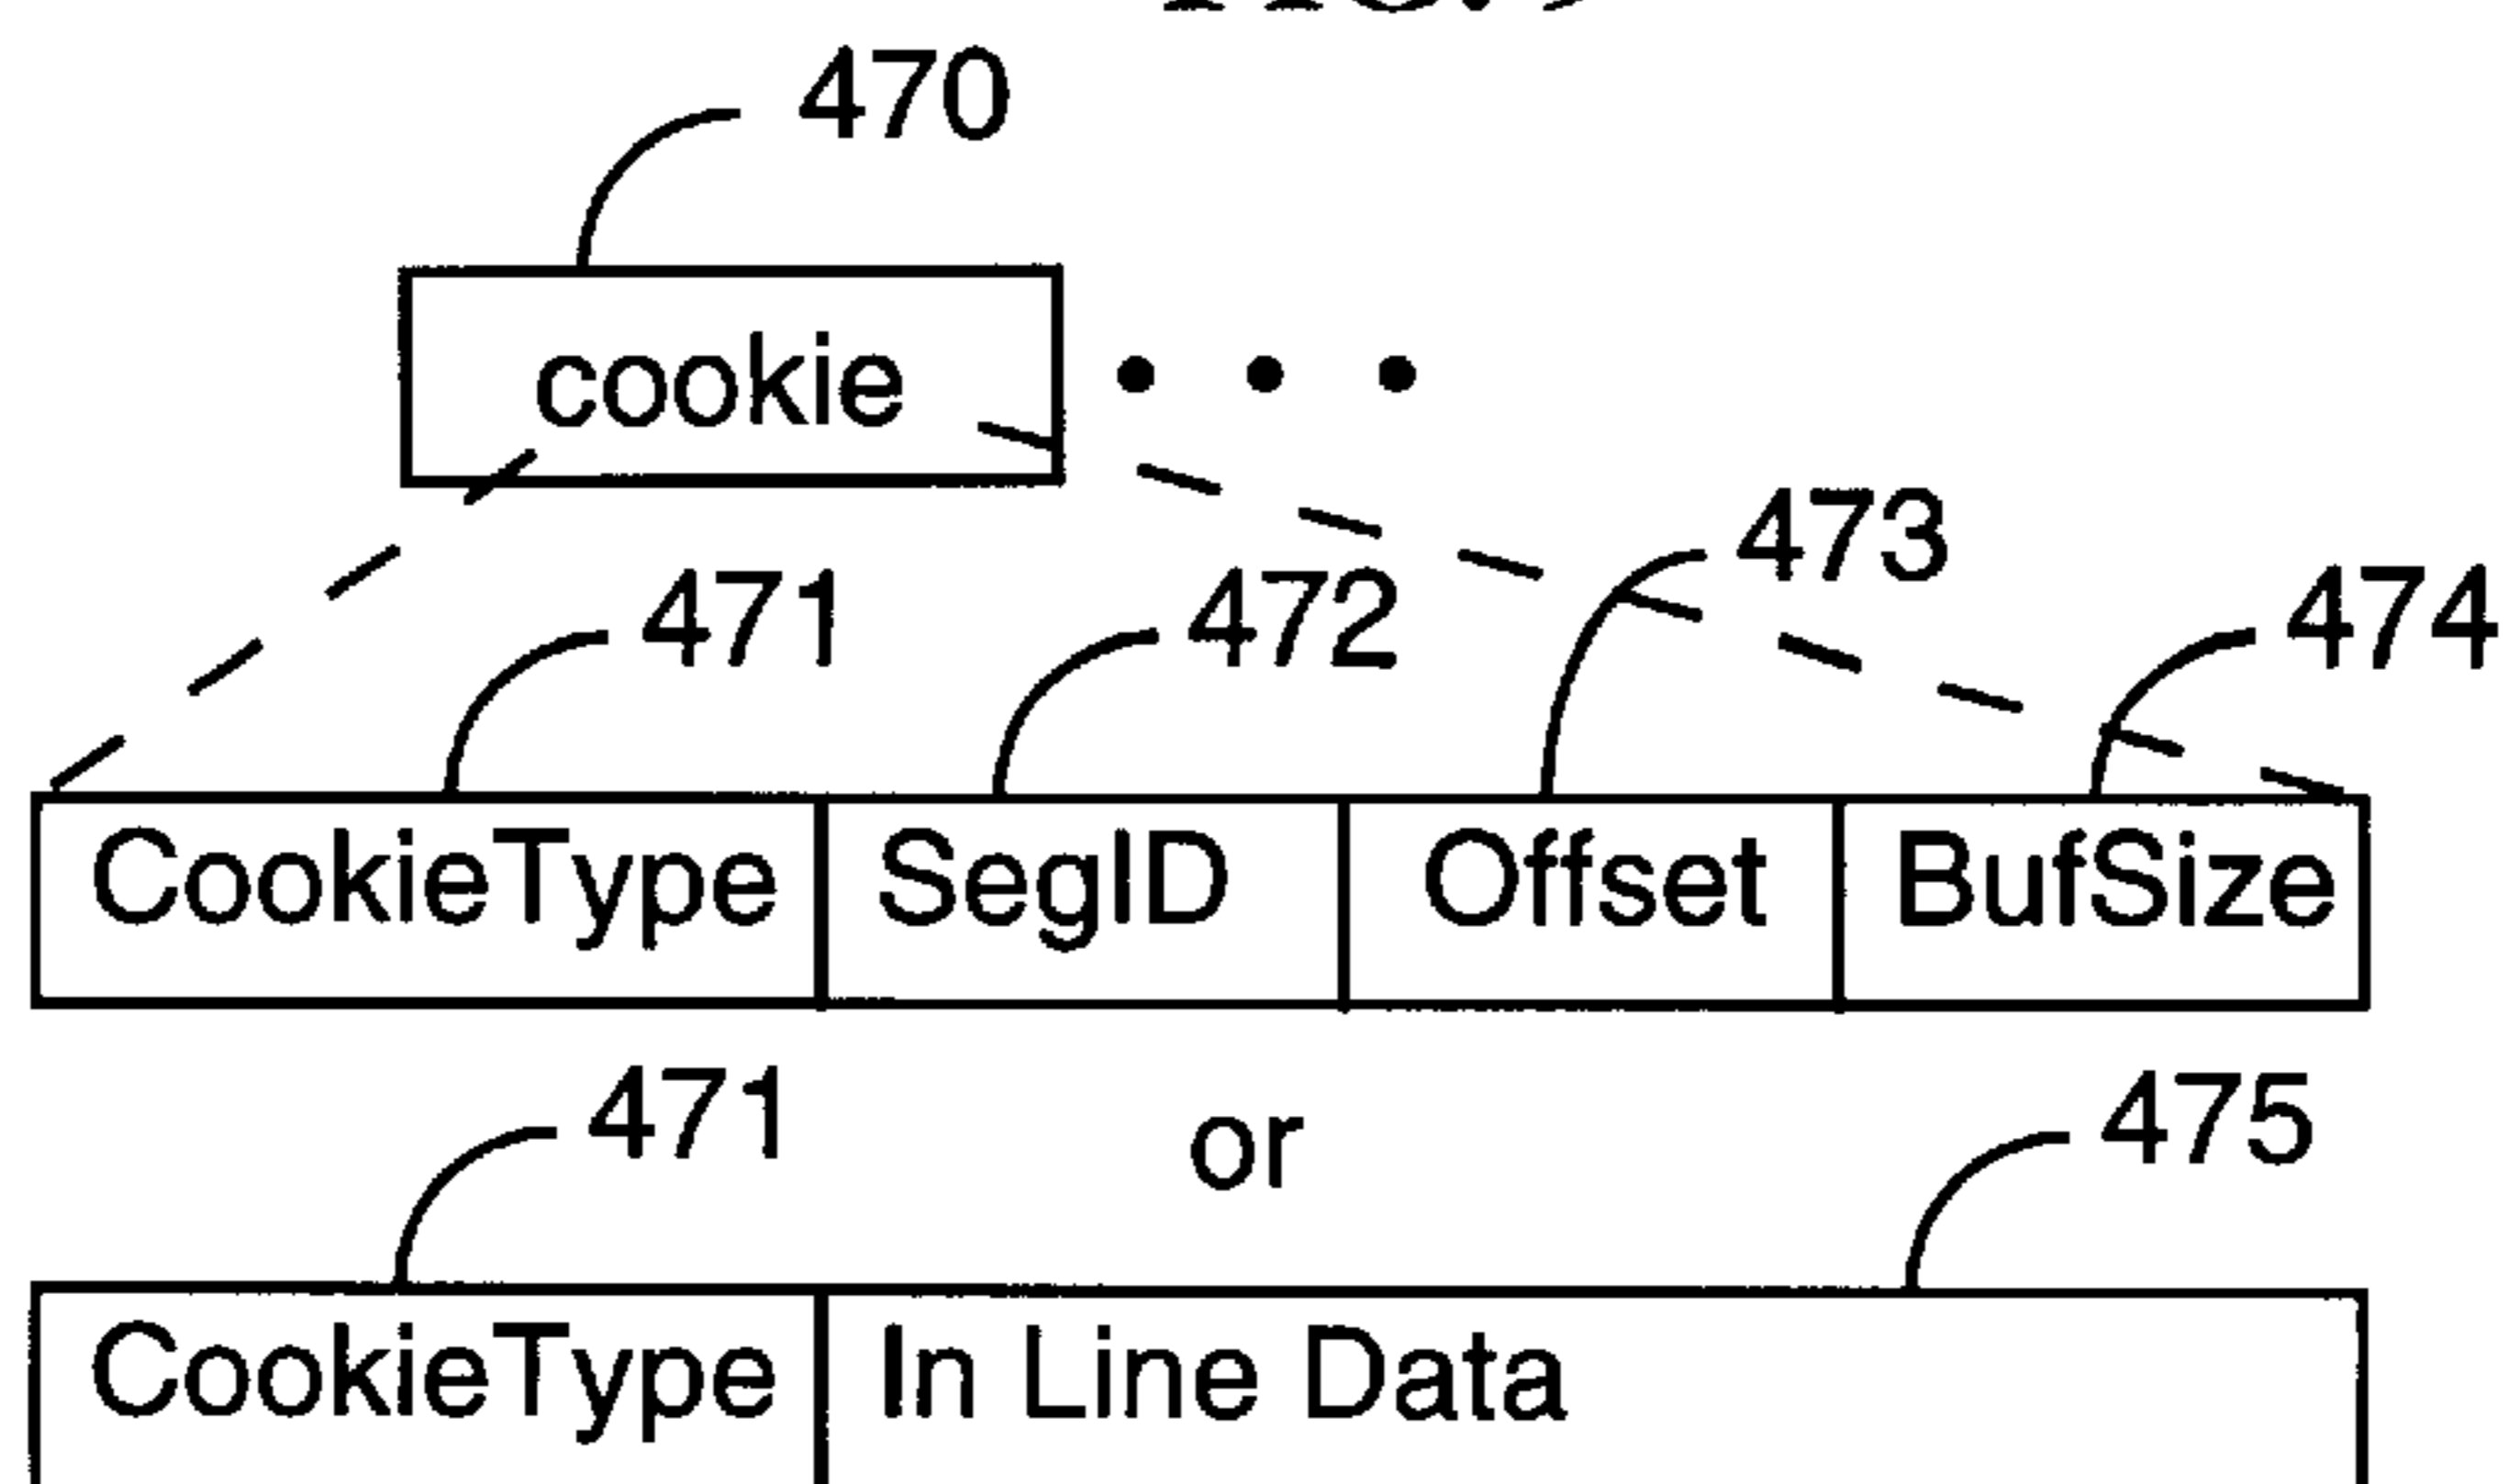 470
cookie
473
471 472 474
CookieType SegID Offset BufSize
471 or 475
CookieType In Line Data